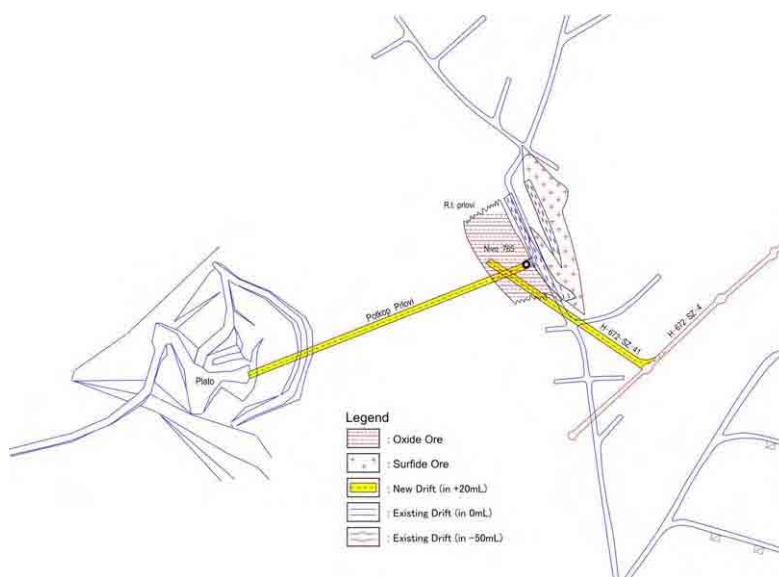 R.t. prlovi
Nivo 785
Potkop Prlovi
H-672-SZ 4
H-672-SZ 41
Plato
Legend
: Oxide Ore
: Surfide Ore
: New Drift (in +20mL)
: Existing Drift (in 0mL)
: Existing Drift (in -50mL)